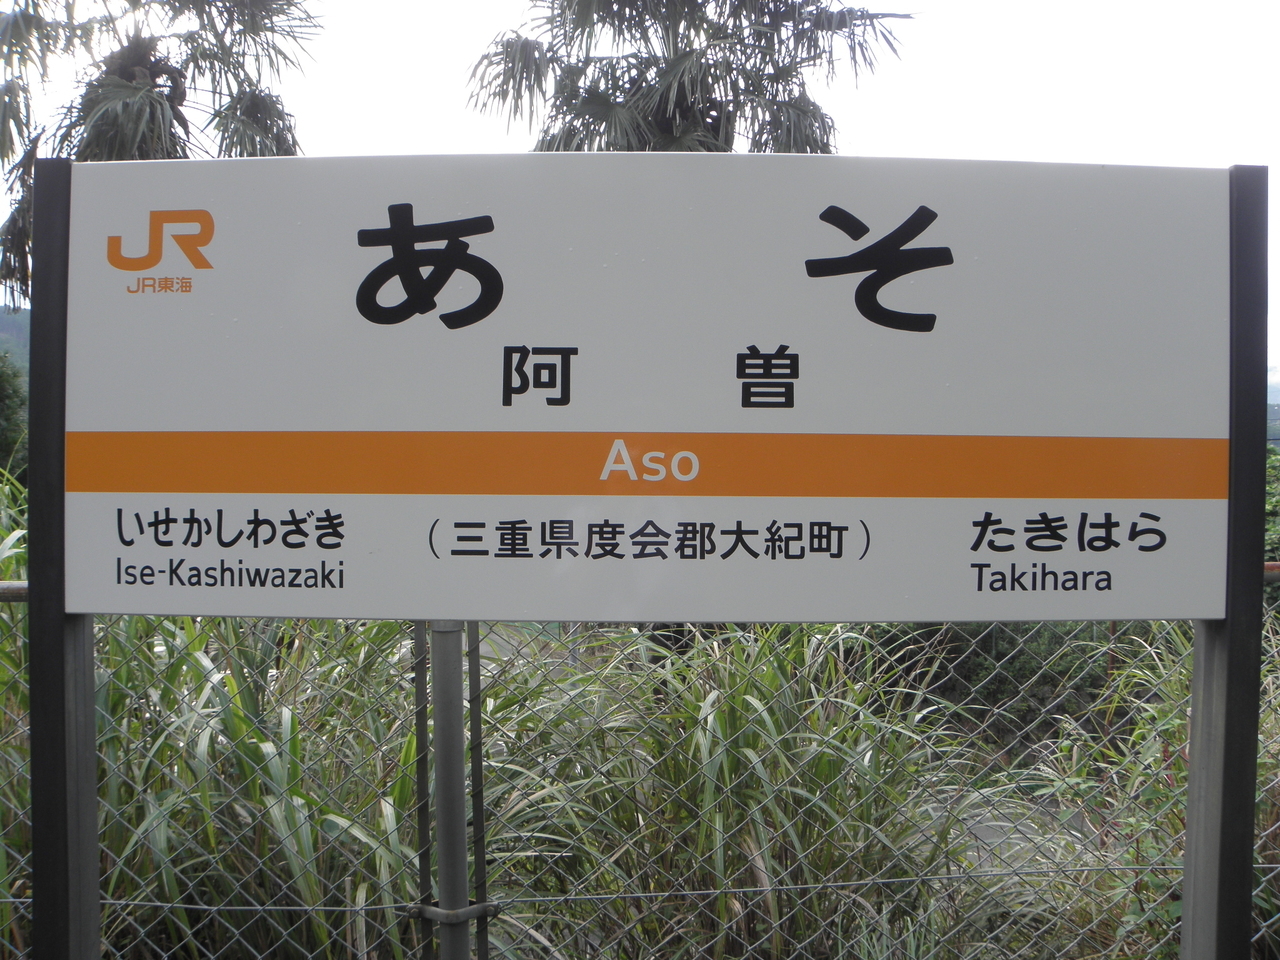 JR
JR東海
あそ
阿曽
Aso
いせかしわざき
Ise-Kashiwazaki
(三重県度会郡大紀町)
たきはら
Takihara